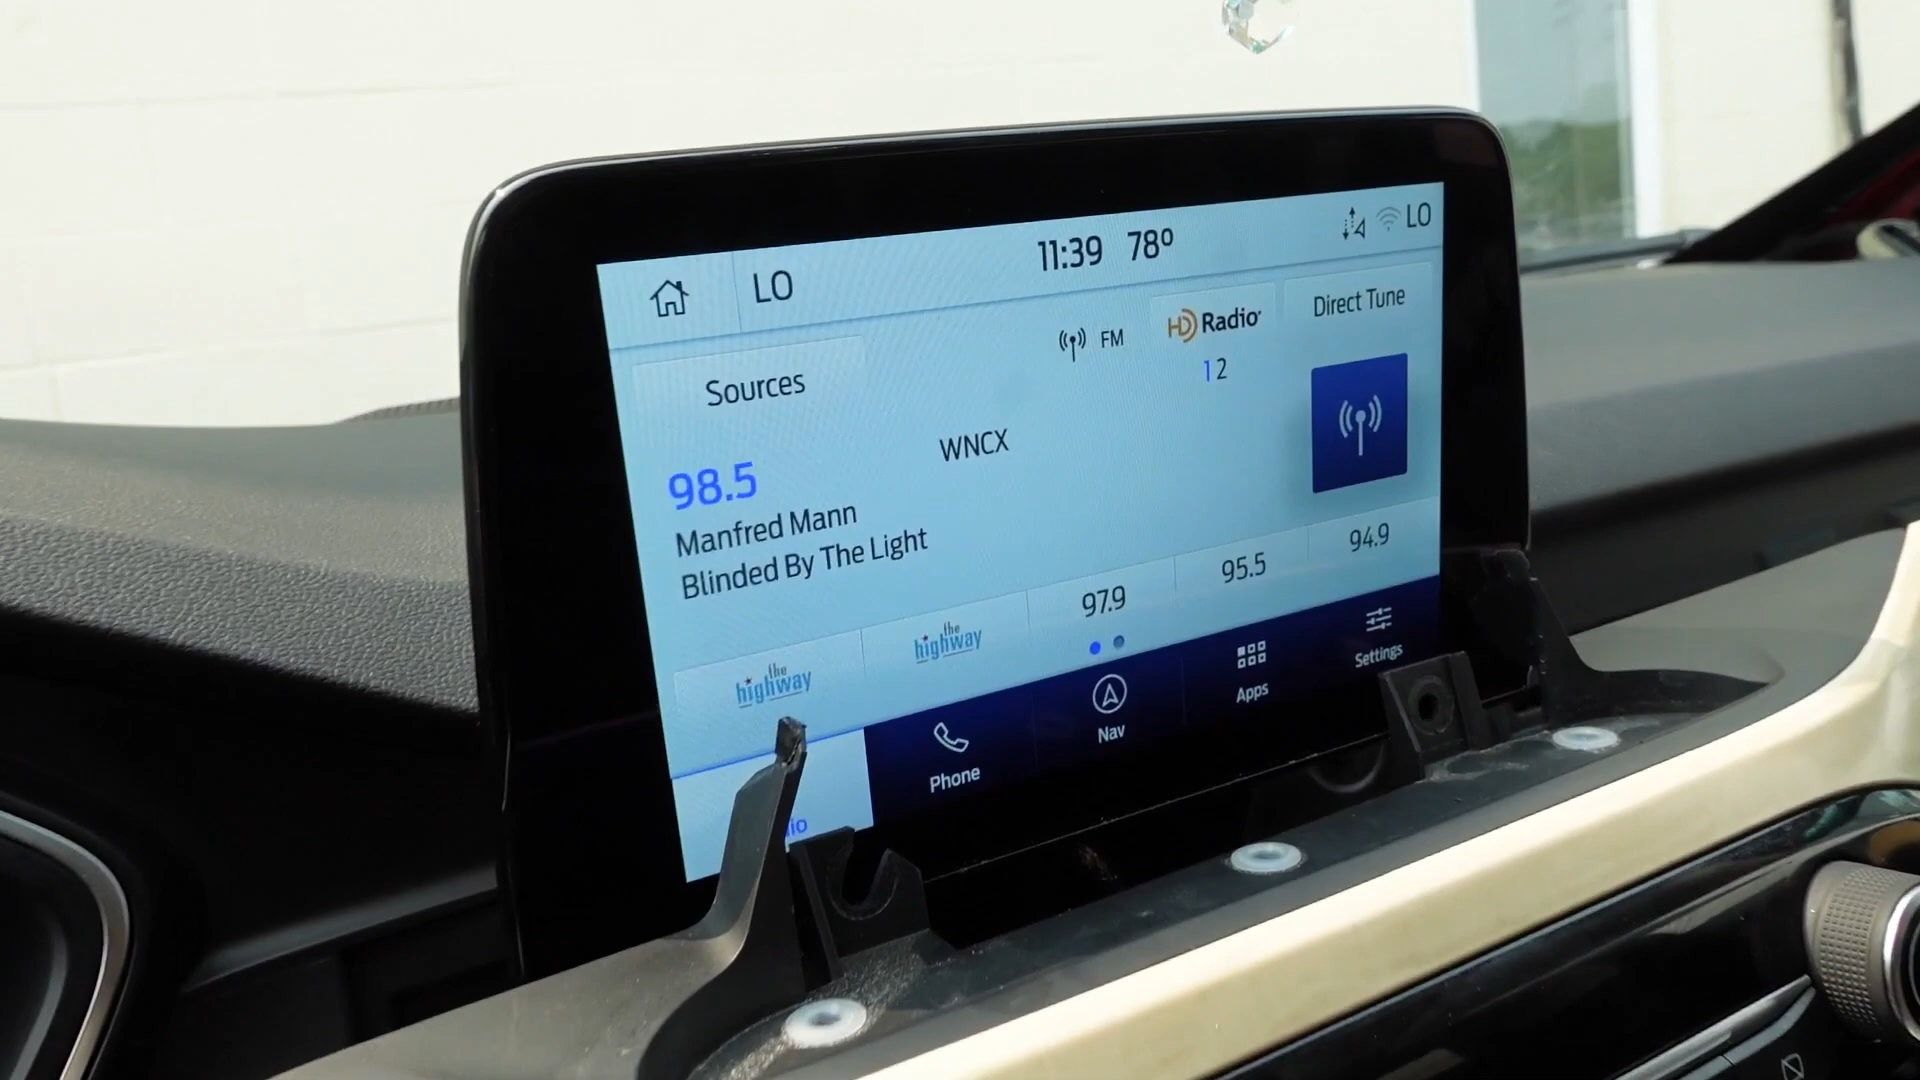 LO
11:39 78°
LO
Sources
FM
HD Radio
Direct Tune
1 2
WNCX
98.5
Manfred Mann
Blinded By The Light
the highway
the highway
97.9
95.5
94.9
Phone
Nav
Apps
Settings